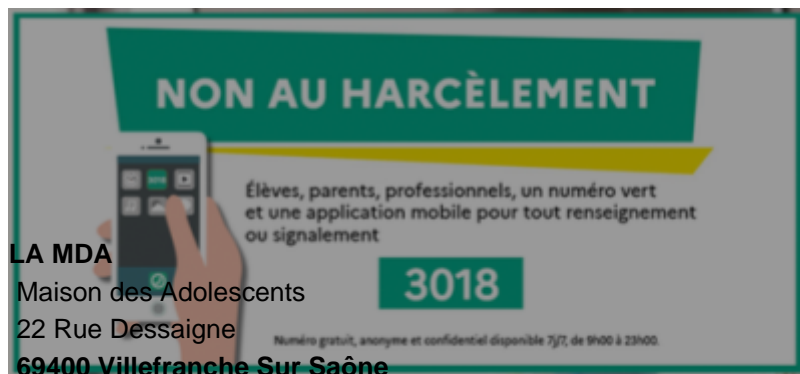 NON AU HARCÈLEMENT
3018
Élèves, parents, professionnels, un numéro vert
et une application mobile pour tout renseignement
ou signalement
3018
Numéro gratuit, anonyme et confidentiel disponible 7j/7, de 9h00 à 23h00.
LA MDA
Maison des Adolescents
22 Rue Dessaigne
69400 Villefranche Sur Saône